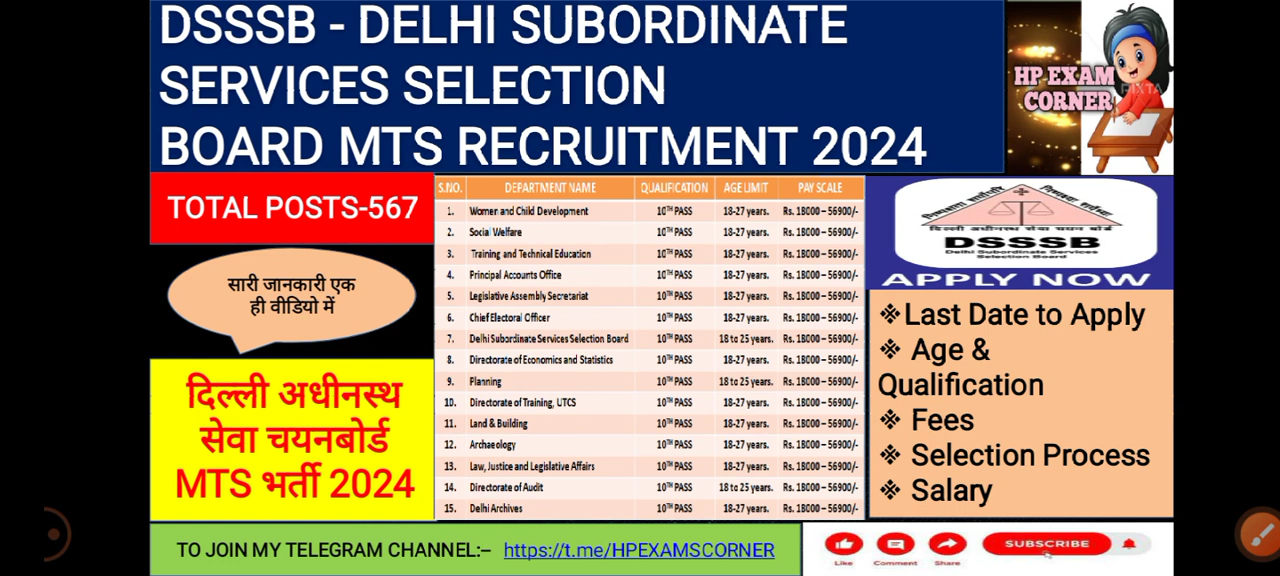 DSSSB - DELHI SUBORDINATE
SERVICES SELECTION
BOARD MTS RECRUITMENT 2024
HP EXAM
CORNER
TOTAL POSTS-567
सारी जानकारी एक
ही वीडियो में
दिल्ली अधीनस्थ
सेवा चयनबोर्ड
MTS भर्ती 2024
S.NO. DEPARTMENT NAME QUALIFICATION AGE LIMIT PAY SCALE
1. Women and Child Development 10TH PASS 18-27 years. Rs. 18000 – 56900/-
2. Social Welfare 10TH PASS 18-27 years. Rs. 18000 – 56900/-
3. Training and Technical Education 10TH PASS 18-27 years. Rs. 18000 – 56900/-
4. Principal Accounts Office 10TH PASS 18-27 years. Rs. 18000 – 56900/-
5. Legislative Assembly Secretariat 10TH PASS 18-27 years. Rs. 18000 – 56900/-
6. Chief Electoral Officer 10TH PASS 18-27 years. Rs. 18000 – 56900/-
7. Delhi Subordinate Services Selection Board 10TH PASS 18 to 25 years. Rs. 18000 – 56900/-
8. Directorate of Economics and Statistics 10TH PASS 18-27 years. Rs. 18000 – 56900/-
9. Planning 10TH PASS 18 to 25 years. Rs. 18000 – 56900/-
10. Directorate of Training, UTCS 10TH PASS 18-27 years. Rs. 18000 – 56900/-
11. Land & Building 10TH PASS 18-27 years. Rs. 18000 – 56900/-
12. Archaeology 10TH PASS 18-27 years. Rs. 18000 – 56900/-
13. Law, Justice and Legislative Affairs 10TH PASS 18-27 years. Rs. 18000 – 56900/-
14. Directorate of Audit 10TH PASS 18 to 25 years. Rs. 18000 – 56900/-
15. Delhi Archives 10TH PASS 18-27 years. Rs. 18000 – 56900/-
दिल्ली अधीनस्थ सेवा चयन बोर्ड
DSSSB
Delhi Subordinate Services
Selection Board
APPLY NOW
❖Last Date to Apply
❖ Age &
Qualification
❖ Fees
❖ Selection Process
❖ Salary
TO JOIN MY TELEGRAM CHANNEL:– https://t.me/HPEXAMSCORNER
Like Comment Share SUBSCRIBE